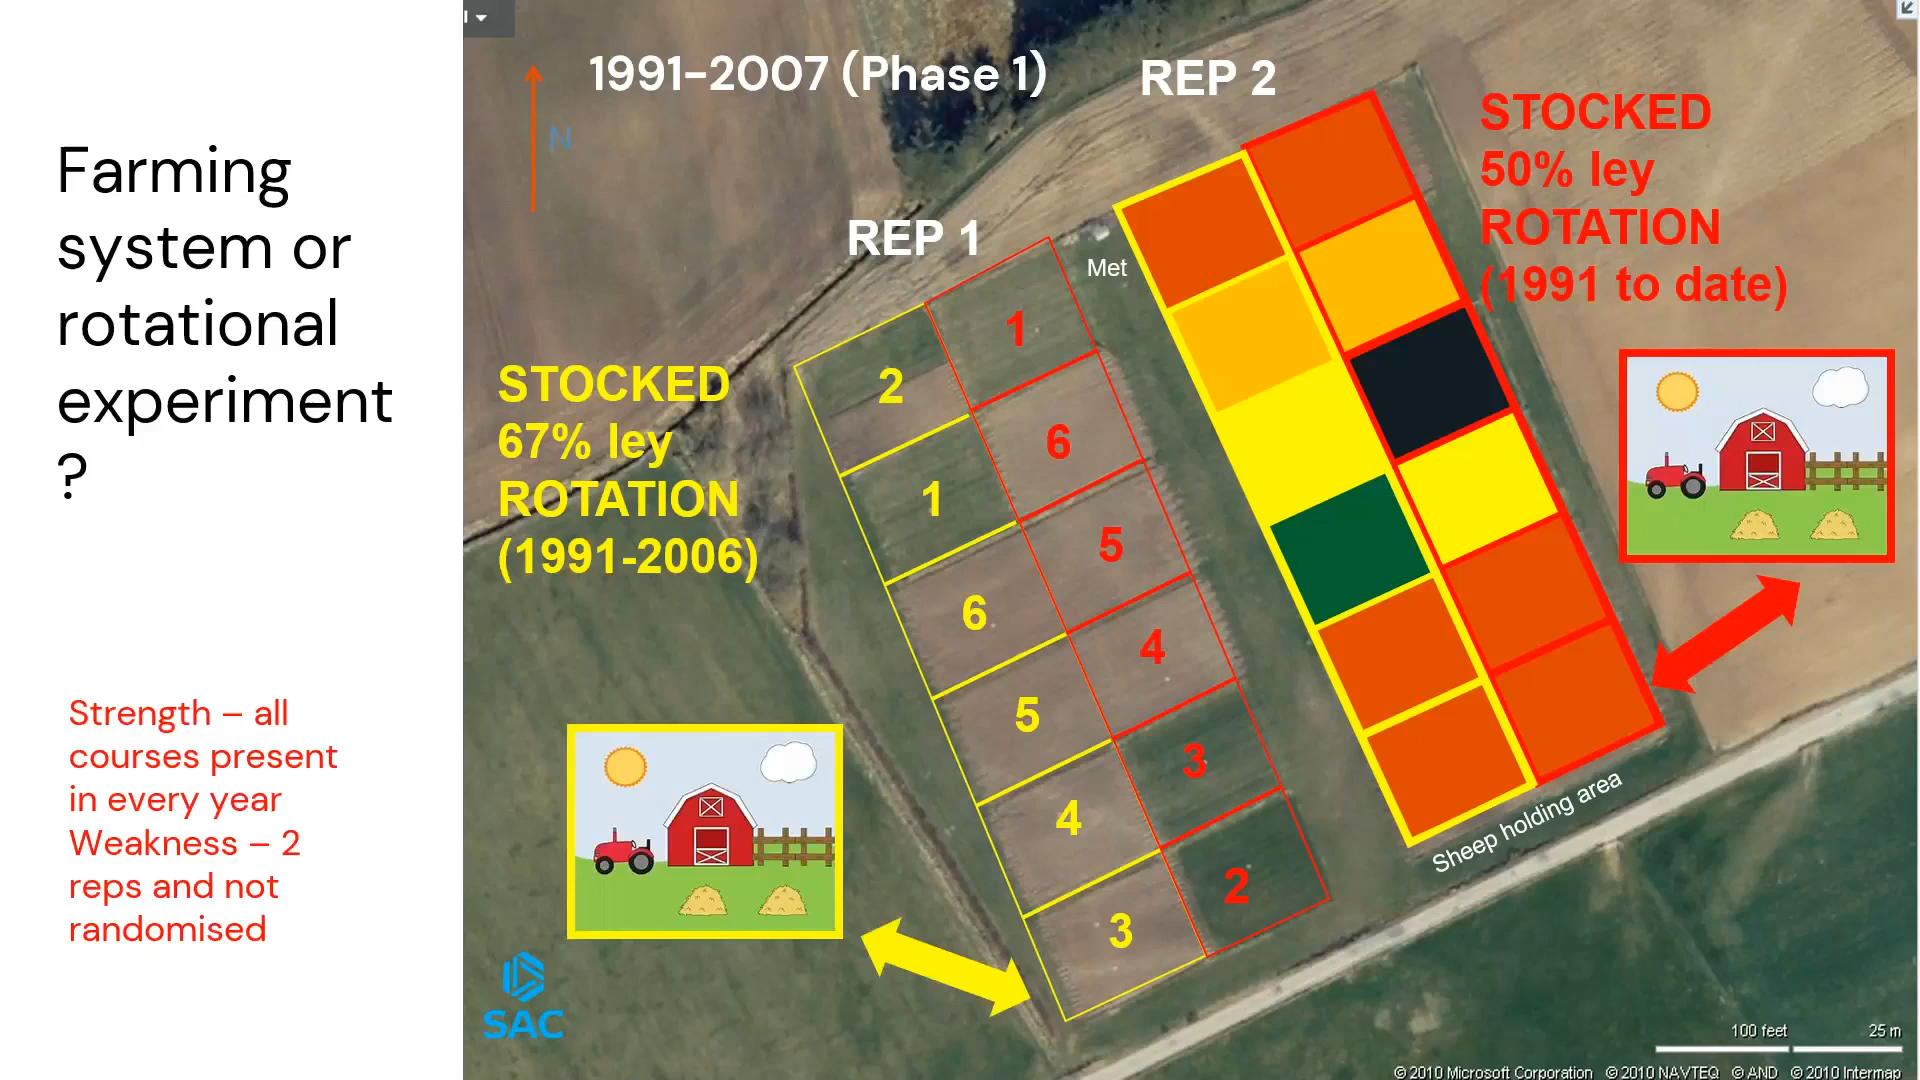 Farming
system or
rotational
experiment
?
Strength – all
courses present
in every year
Weakness – 2
reps and not
randomised
1991-2007 (Phase 1)
N
REP 2
REP 1
Met
STOCKED
50% ley
ROTATION
(1991 to date)
STOCKED
67% ley
ROTATION
(1991-2006)
2
1
6
5
4
3
1
6
5
4
3
2
Sheep holding area
SAC
100 feet
25 m
© 2010 Microsoft Corporation © 2010 NAVTEQ © AND © 2010 Intermap